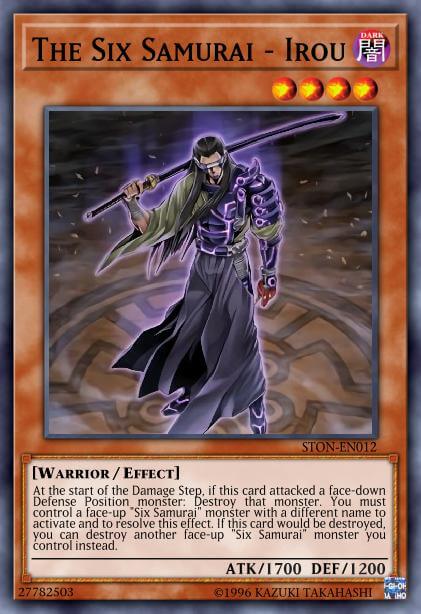 The Six Samurai - Irou
DARK
闇
STON-EN012
[Warrior / Effect]
At the start of the Damage Step, if this card attacked a face-down
Defense Position monster: Destroy that monster. You must
control a face-up "Six Samurai" monster with a different name to
activate and to resolve this effect. If this card would be destroyed,
you can destroy another face-up "Six Samurai" monster you
control instead.
ATK/1700 DEF/1200
27782503 ©1996 KAZUKI TAKAHASHI